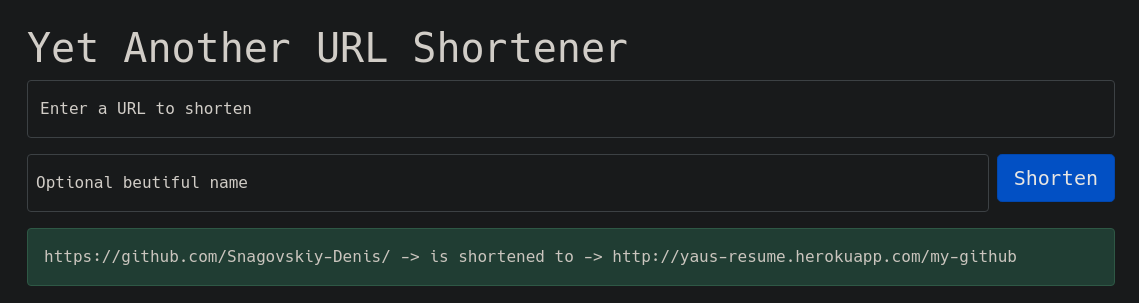 Yet Another URL Shortener
Enter a URL to shorten
Optional beutiful name
Shorten
https://github.com/Snagovskiy-Denis/ -> is shortened to -> http://yaus-resume.herokuapp.com/my-github